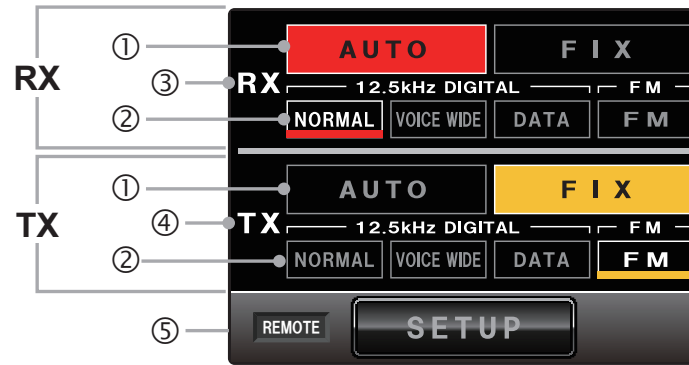 ① AUTO FIX
RX ③ RX 12.5kHz DIGITAL FM
② NORMAL VOICE WIDE DATA FM
① AUTO FIX
TX ④ TX 12.5kHz DIGITAL FM
② NORMAL VOICE WIDE DATA FM
⑤ REMOTE SETUP